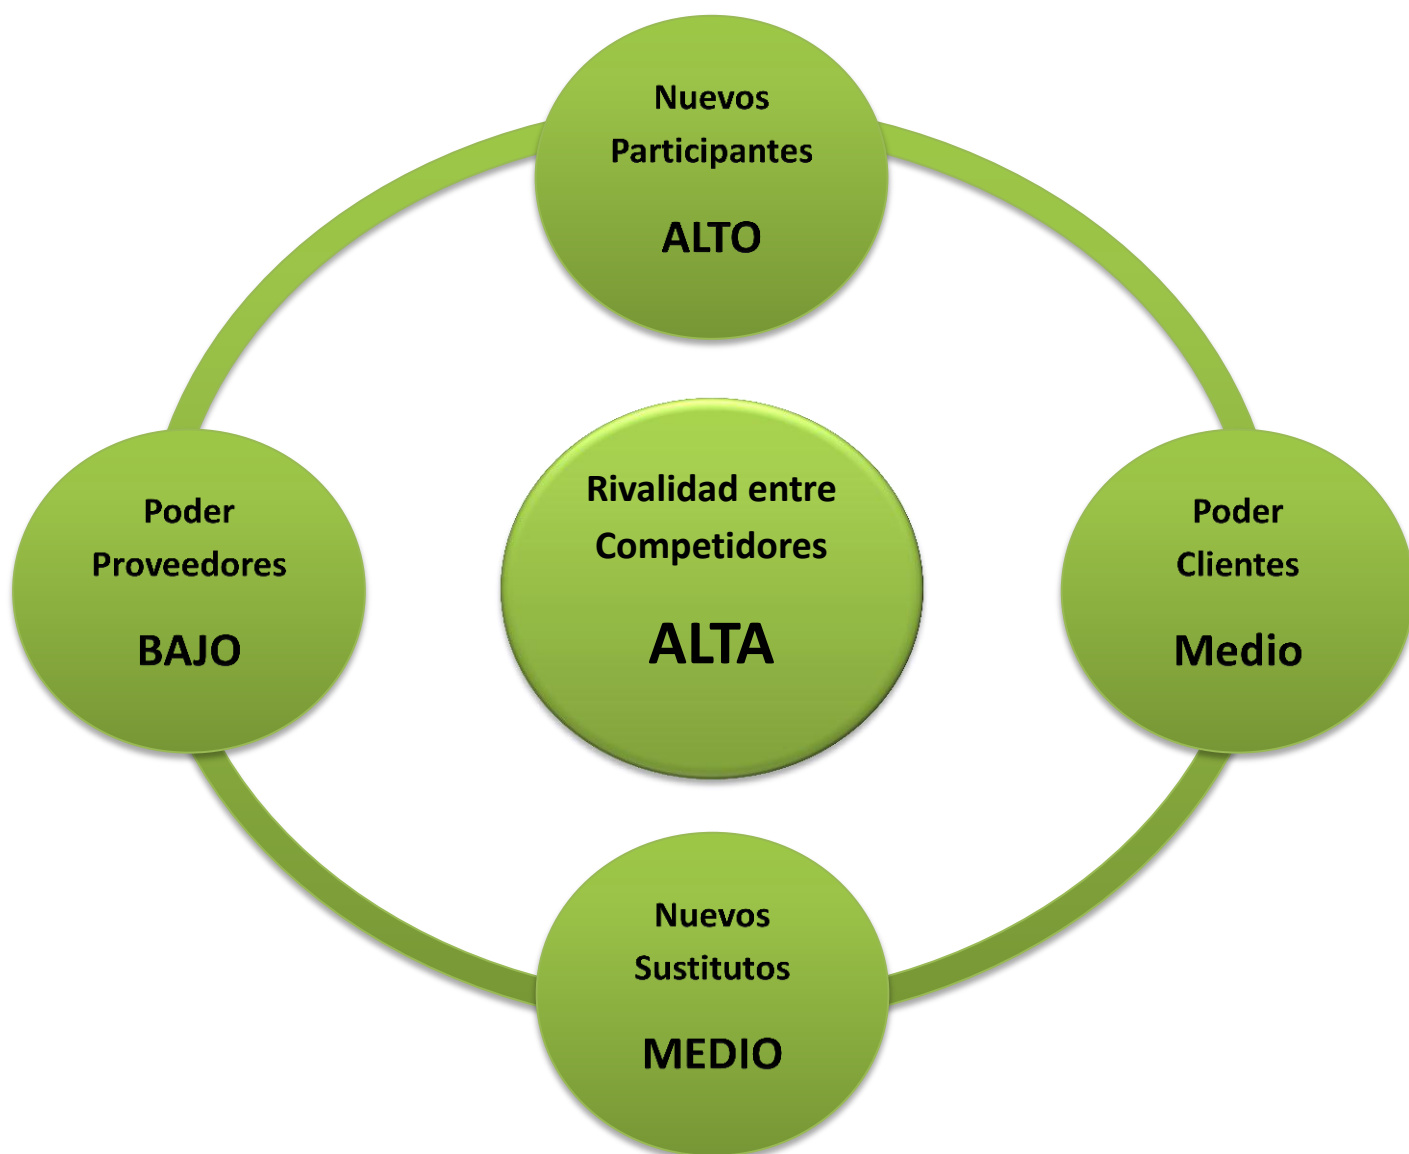 Nuevos
Participantes
ALTO
Poder
Proveedores
BAJO
Rivalidad entre
Competidores
ALTA
Poder
Clientes
Medio
Nuevos
Sustitutos
MEDIO